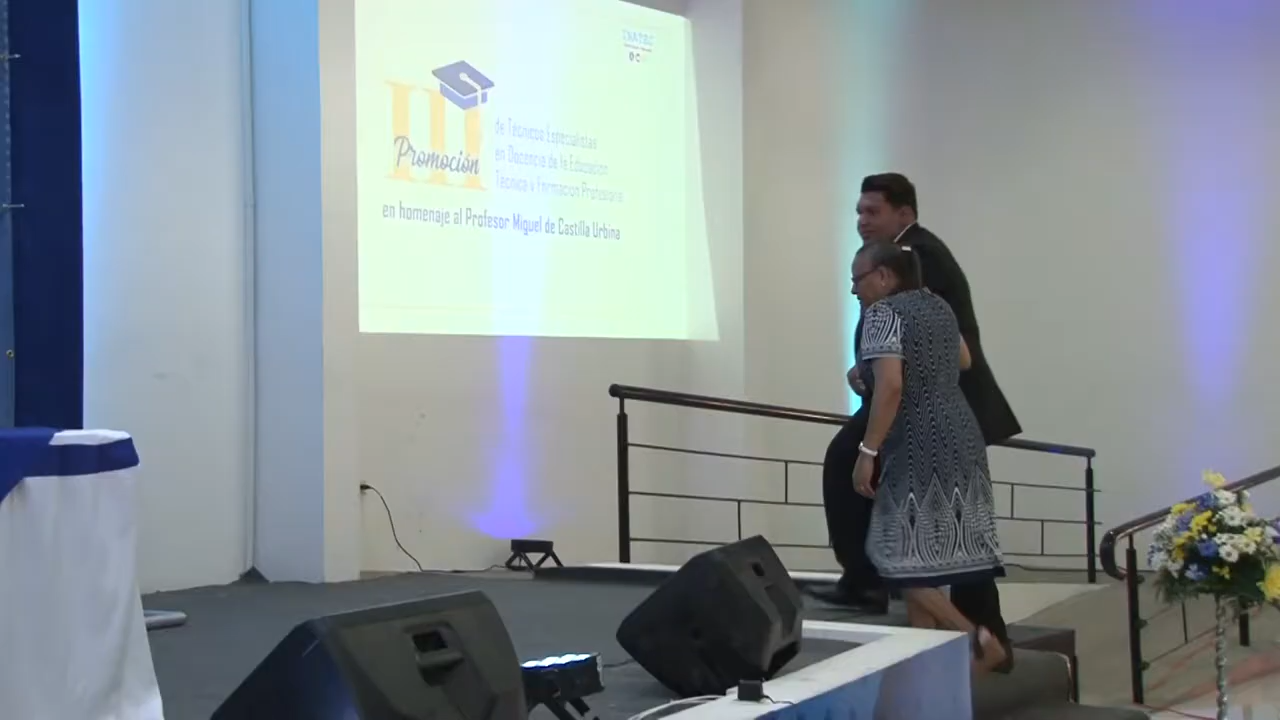 INATEC
III
Promoción
de Técnicos Especialistas
en Docencia de la Educación
Técnica y Formación Profesional
en homenaje al Profesor Miguel de Castilla Urbina